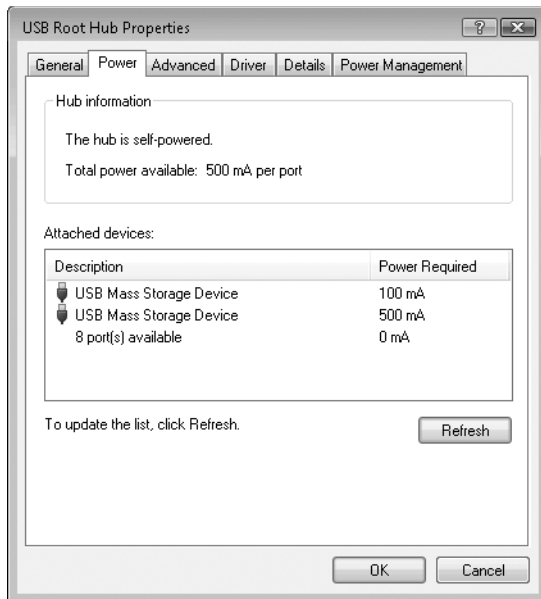 USB Root Hub Properties
General Power Advanced Driver Details Power Management
Hub information
The hub is self-powered.
Total power available: 500 mA per port
Attached devices:
Description Power Required
USB Mass Storage Device 100 mA
USB Mass Storage Device 500 mA
8 port(s) available 0 mA
To update the list, click Refresh.
Refresh
OK Cancel